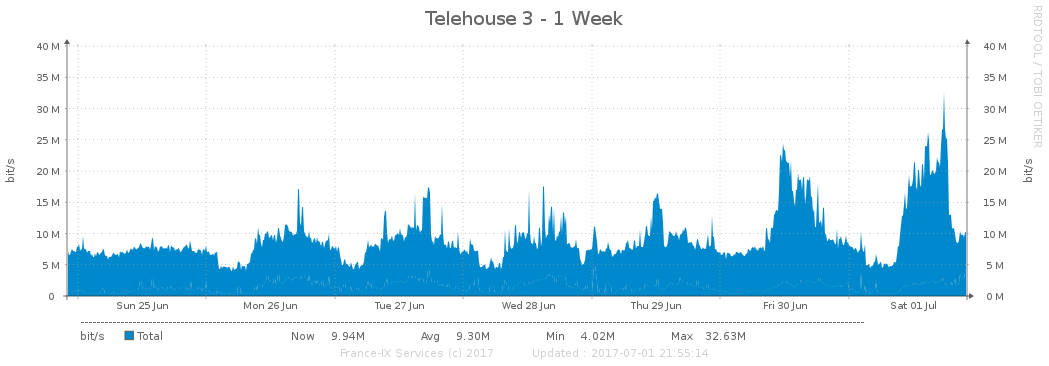 Telehouse 3 - 1 Week
RRDTOOL / TOBI OETIKER
bit/s
bit/s
40 M 40 M
35 M 35 M
30 M 30 M
25 M 25 M
20 M 20 M
15 M 15 M
10 M 10 M
5 M 5 M
0 0 M
Sun 25 Jun Mon 26 Jun Tue 27 Jun Wed 28 Jun Thu 29 Jun Fri 30 Jun Sat 01 Jul
bit/s Total Now 9.94M Avg 9.30M Min 4.02M Max 32.63M
France-IX Services (c) 2017 Updated : 2017-07-01 21:55:14